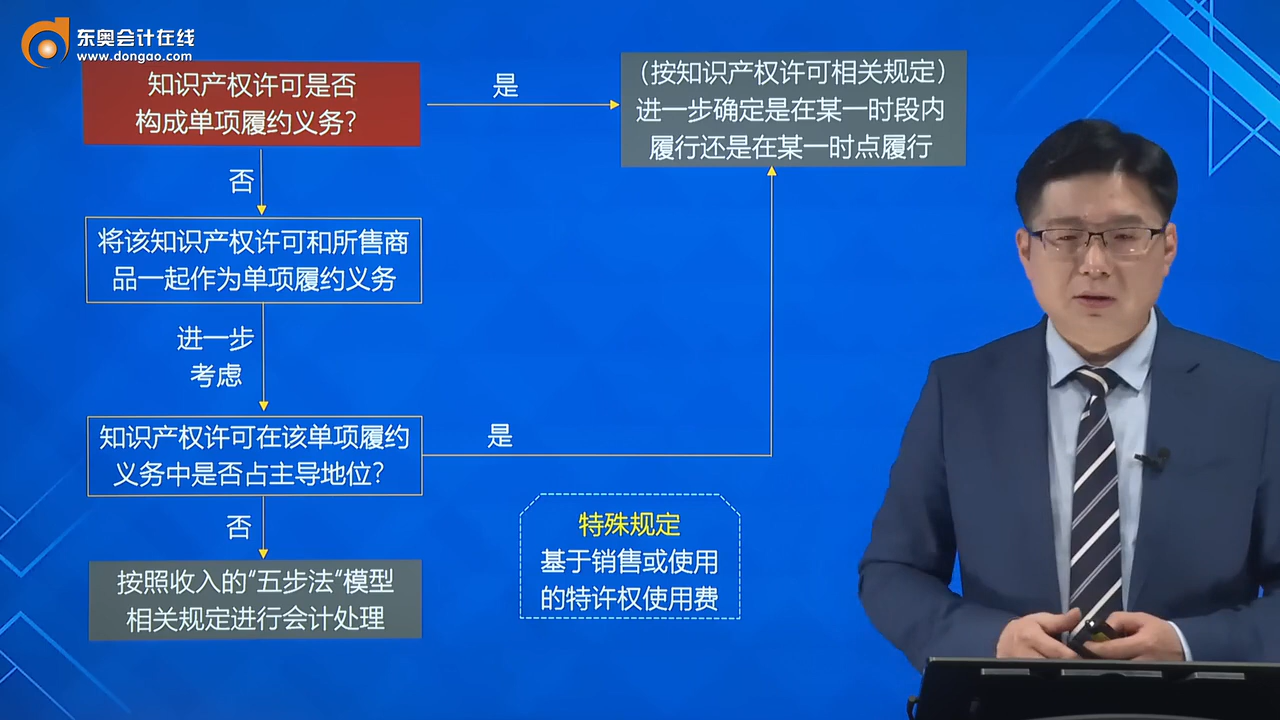 东奥会计在线
www.dongao.com
知识产权许可是否
构成单项履约义务?
是
（按知识产权许可相关规定）
进一步确定是在某一时段内
履行还是在某一时点履行
否
将该知识产权许可和所售商
品一起作为单项履约义务
进一步
考虑
知识产权许可在该单项履约
义务中是否占主导地位?
是
否
按照收入的"五步法"模型
相关规定进行会计处理
特殊规定
基于销售或使用
的特许权使用费